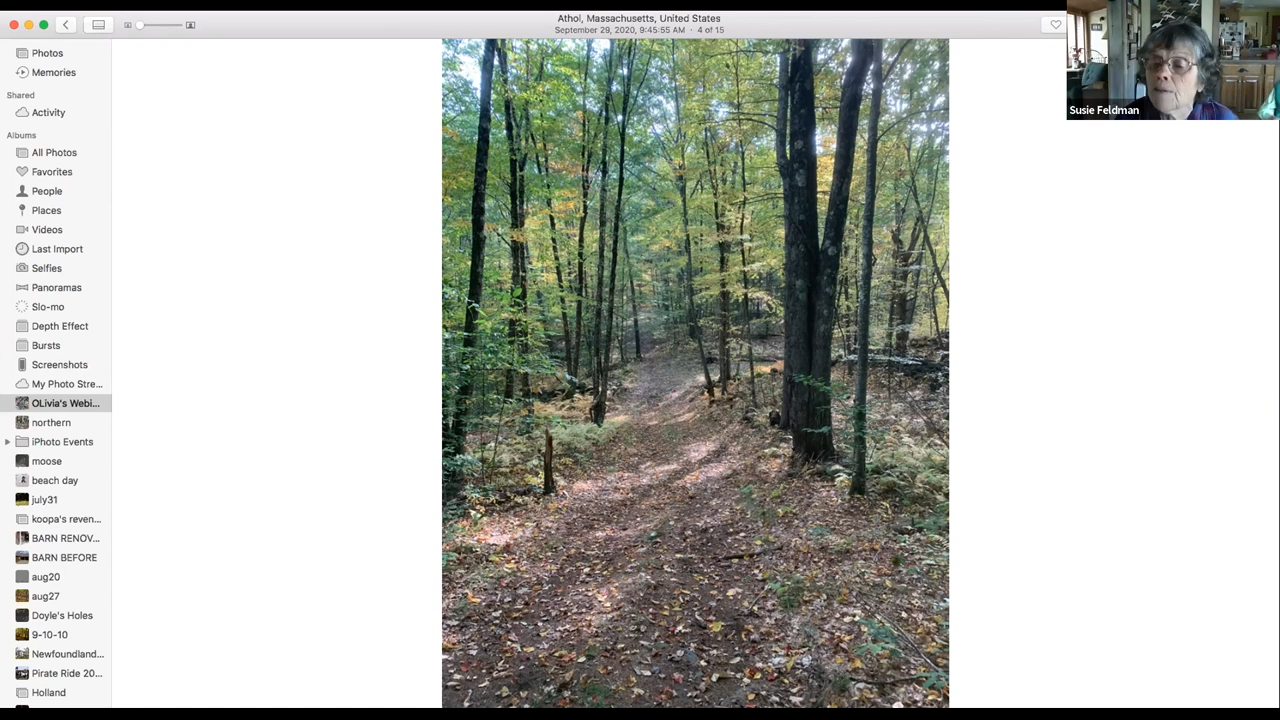 Athol, Massachusetts, United States
September 29, 2020, 9:45:55 AM · 4 of 15
Photos
Memories
Shared
Activity
Albums
All Photos
Favorites
People
Places
Videos
Last Import
Selfies
Panoramas
Slo-mo
Depth Effect
Bursts
Screenshots
My Photo Stre...
OLivia's Webi...
northern
iPhoto Events
moose
beach day
july31
koopa's reven...
BARN RENOV...
BARN BEFORE
aug20
aug27
Doyle's Holes
9-10-10
Newfoundland...
Pirate Ride 20...
Holland
Susie Feldman